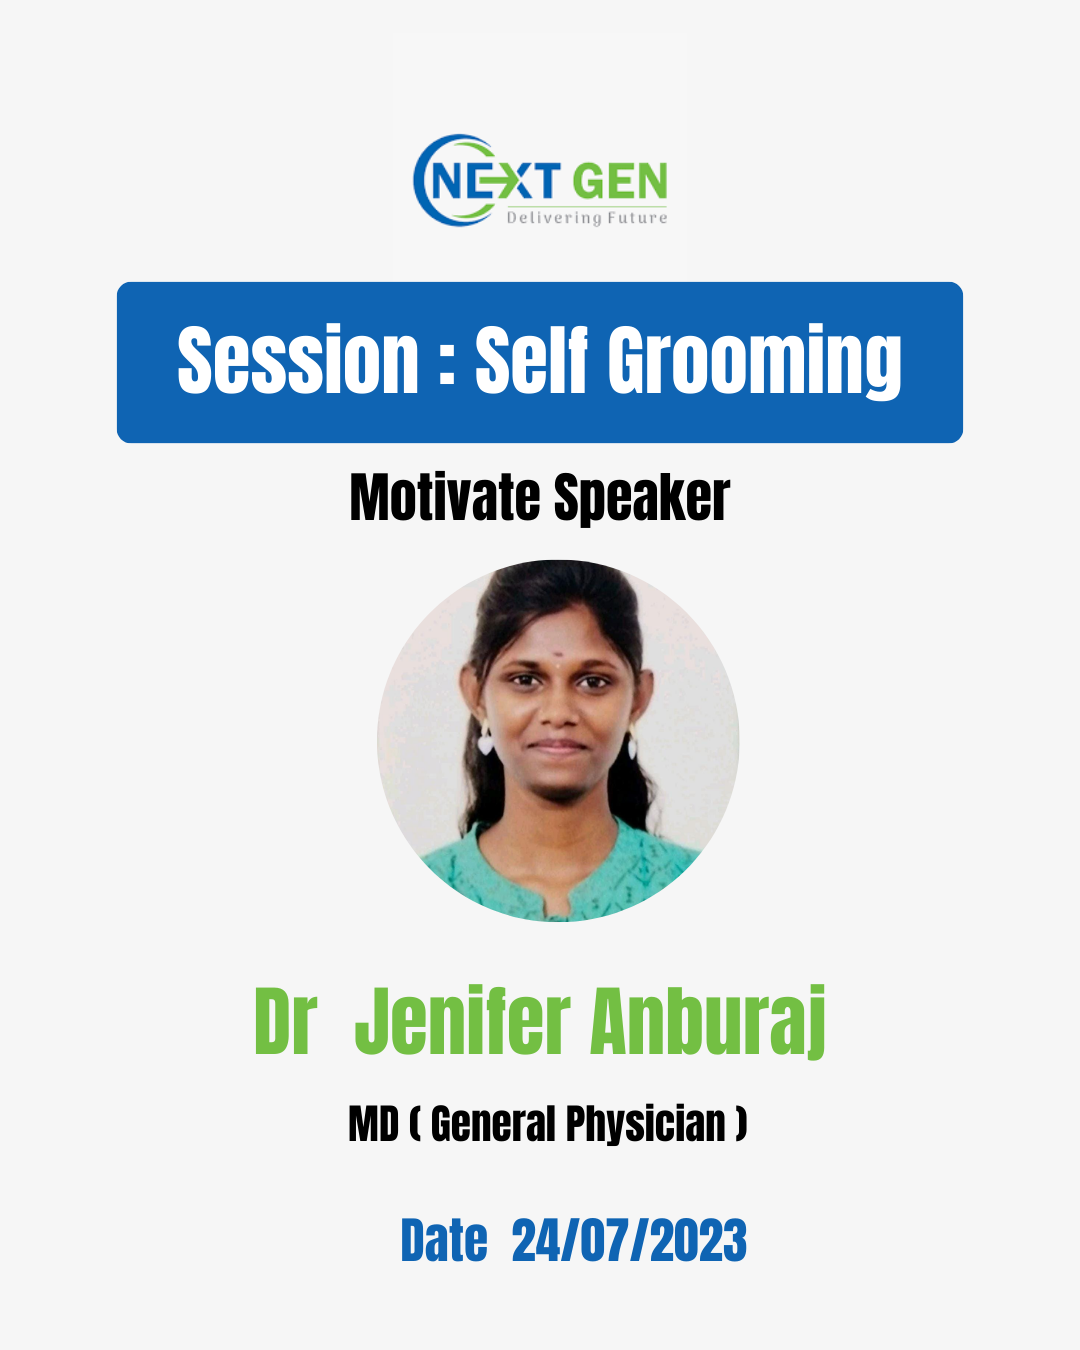 NEXT GEN
Delivering Future
Session : Self Grooming
Motivate Speaker
Dr Jenifer Anburaj
MD ( General Physician )
Date 24/07/2023